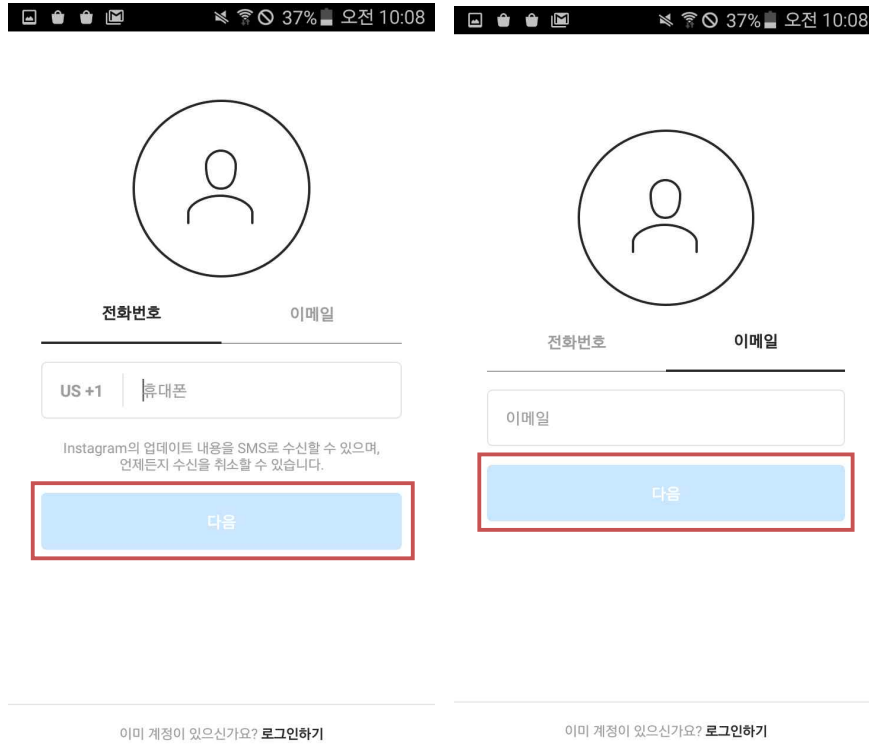 37% 오전 10:08
전화번호 이메일
US +1 휴대폰
Instagram의 업데이트 내용을 SMS로 수신할 수 있으며,
언제든지 수신을 취소할 수 있습니다.
다음
이미 계정이 있으신가요? 로그인하기
37% 오전 10:08
전화번호 이메일
이메일
다음
이미 계정이 있으신가요? 로그인하기